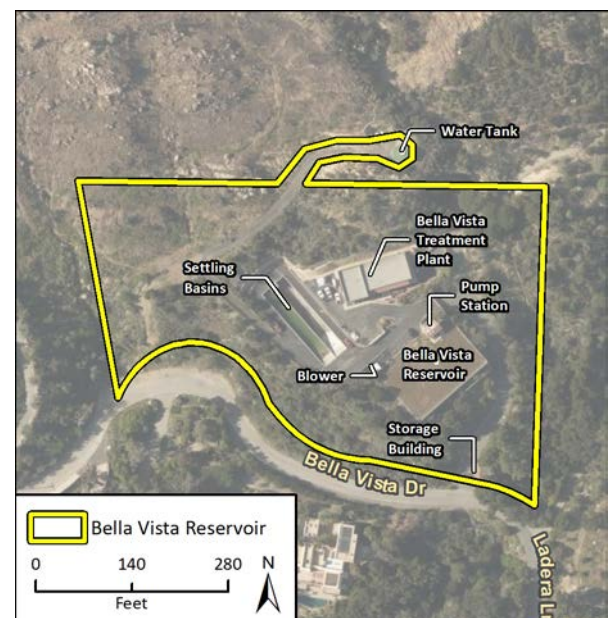 Water Tank
Bella Vista
Treatment
Plant
Settling
Basins
Pump
Station
Bella Vista
Reservoir
Blower
Storage
Building
Bella Vista Dr
Ladera
Bella Vista Reservoir
0 140 280
Feet
N